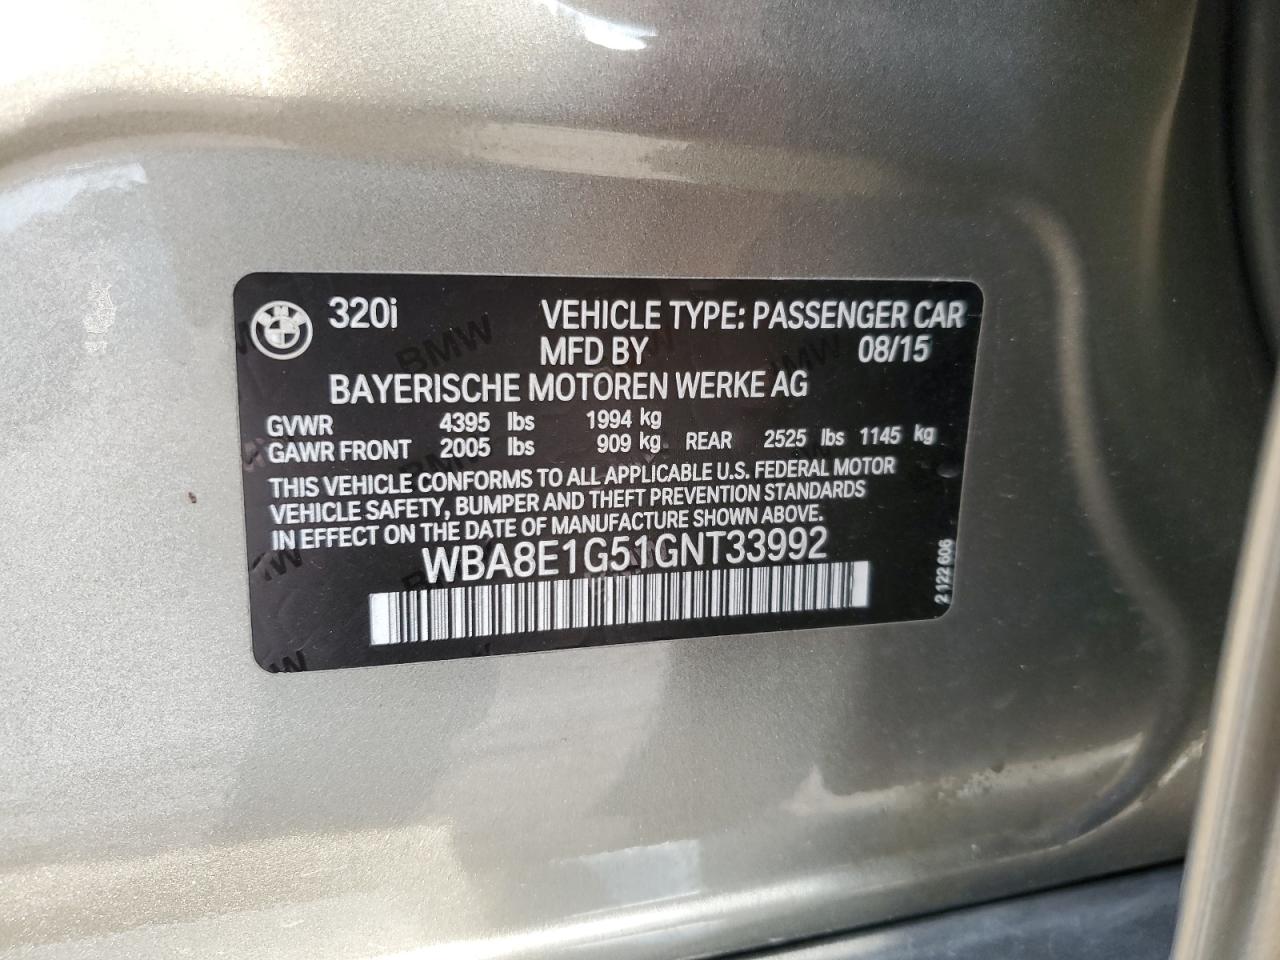 320i VEHICLE TYPE: PASSENGER CAR
MFD BY 08/15
BAYERISCHE MOTOREN WERKE AG
GVWR 4395 lbs 1994 kg
GAWR FRONT 2005 lbs 909 kg REAR 2525 lbs 1145 kg
THIS VEHICLE CONFORMS TO ALL APPLICABLE U.S. FEDERAL MOTOR
VEHICLE SAFETY, BUMPER AND THEFT PREVENTION STANDARDS
IN EFFECT ON THE DATE OF MANUFACTURE SHOWN ABOVE.
WBA8E1G51GNT33992
2 122 606
BMW